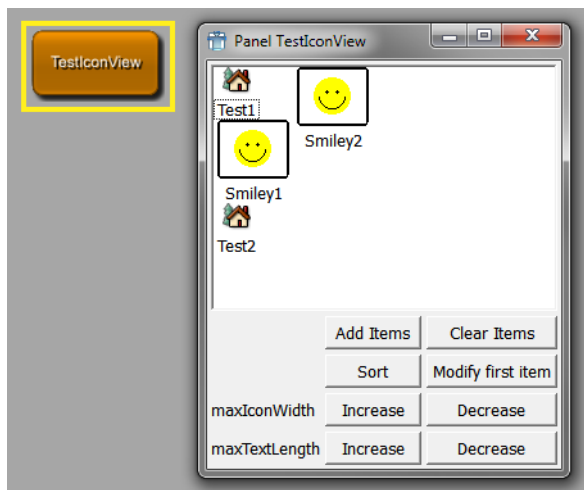 TestIconView
Panel TestIconView
Test1
Smiley2
Smiley1
Test2
Add Items Clear Items
Sort Modify first item
maxIconWidth Increase Decrease
maxTextLength Increase Decrease